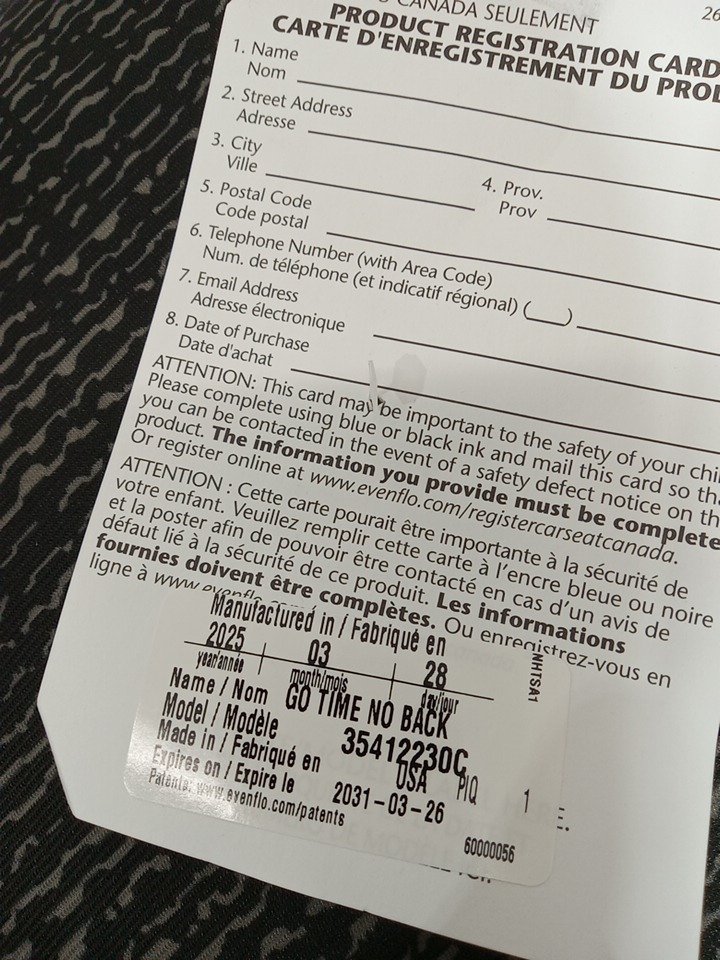 CANADA SEULEMENT
26
PRODUCT REGISTRATION CARD
CARTE D'ENREGISTREMENT DU PROD
1. Name
Nom
2. Street Address
Adresse
3. City
Ville
4. Prov.
Prov
5. Postal Code
Code postal
6. Telephone Number (with Area Code)
Num. de téléphone (et indicatif régional) (__)
7. Email Address
Adresse électronique
8. Date of Purchase
Date d'achat
ATTENTION: This card may be important to the safety of your chil
Please complete using blue or black ink and mail this card so th
you can be contacted in the event of a safety defect notice on th
product. The information you provide must be complete
Or register online at www.evenflo.com/registercarseatcanada.
ATTENTION : Cette carte pourait être importante à la sécurité de
votre enfant. Veuillez remplir cette carte à l'encre bleue ou noire
et la poster afin de pouvoir être contacté en cas d'un avis de
défaut lié à la sécurité de ce produit. Les informations
fournies doivent être complètes. Ou enregistrez-vous en
ligne à www.evenflo
Manufactured in / Fabriqué en
2025 03 28
year/année month/mois day/jour
Name / Nom GO TIME NO BACK
Model / Modèle 35412230C
Made in / Fabriqué en USA PIQ 1
Expires on / Expire le 2031-03-26
Patents: www.evenflo.com/patents
60000056
NHTSA1
E.